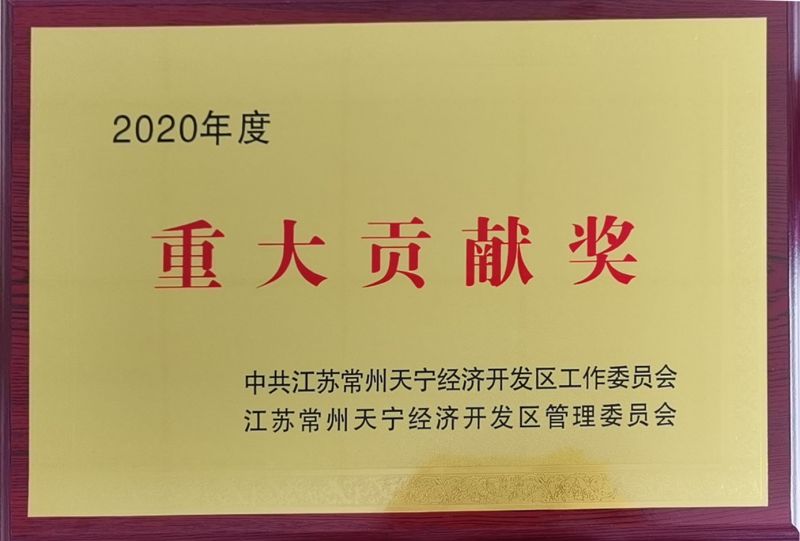 2020年度
重大贡献奖
中共江苏常州天宁经济开发区工作委员会
江苏常州天宁经济开发区管理委员会